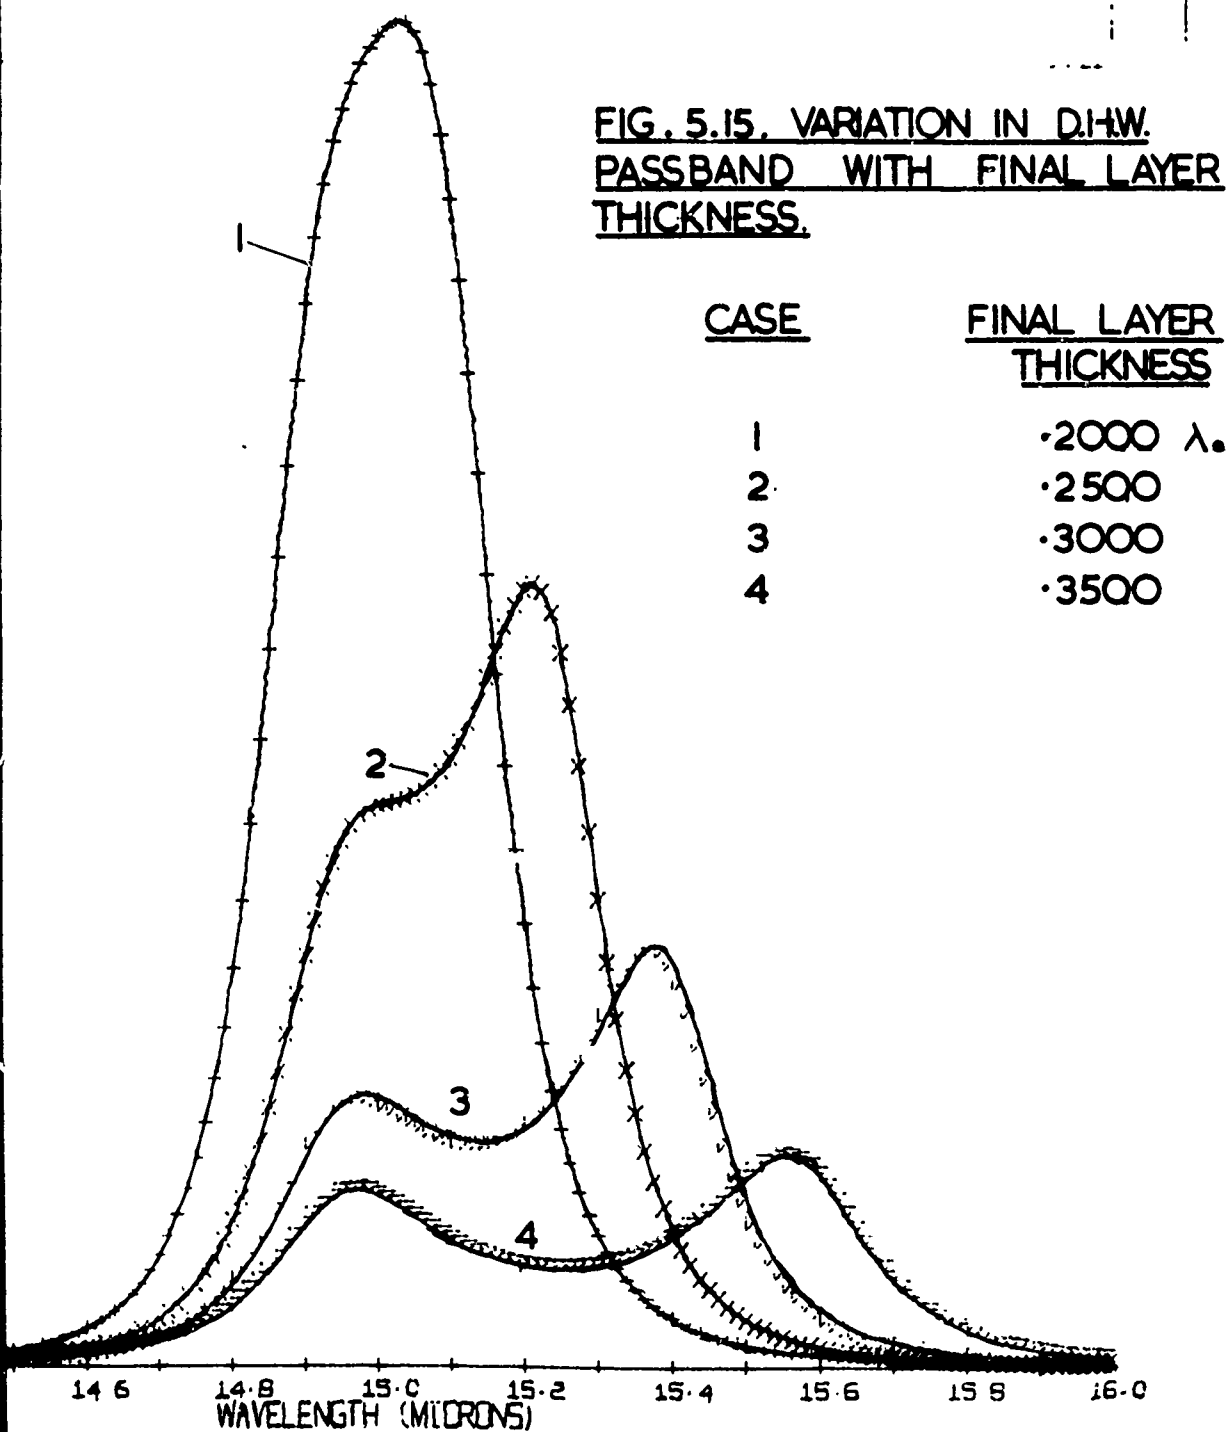 FIG. 5.15. VARIATION IN D.H.W.
PASSBAND WITH FINAL LAYER
THICKNESS.
CASE FINAL LAYER
THICKNESS
1 ·2000 λ.
2 ·2500
3 ·3000
4 ·3500
1
2
3
4
14.6 14.8 15.0 15.2 15.4 15.6 15.8 16.0
WAVELENGTH (MICRONS)